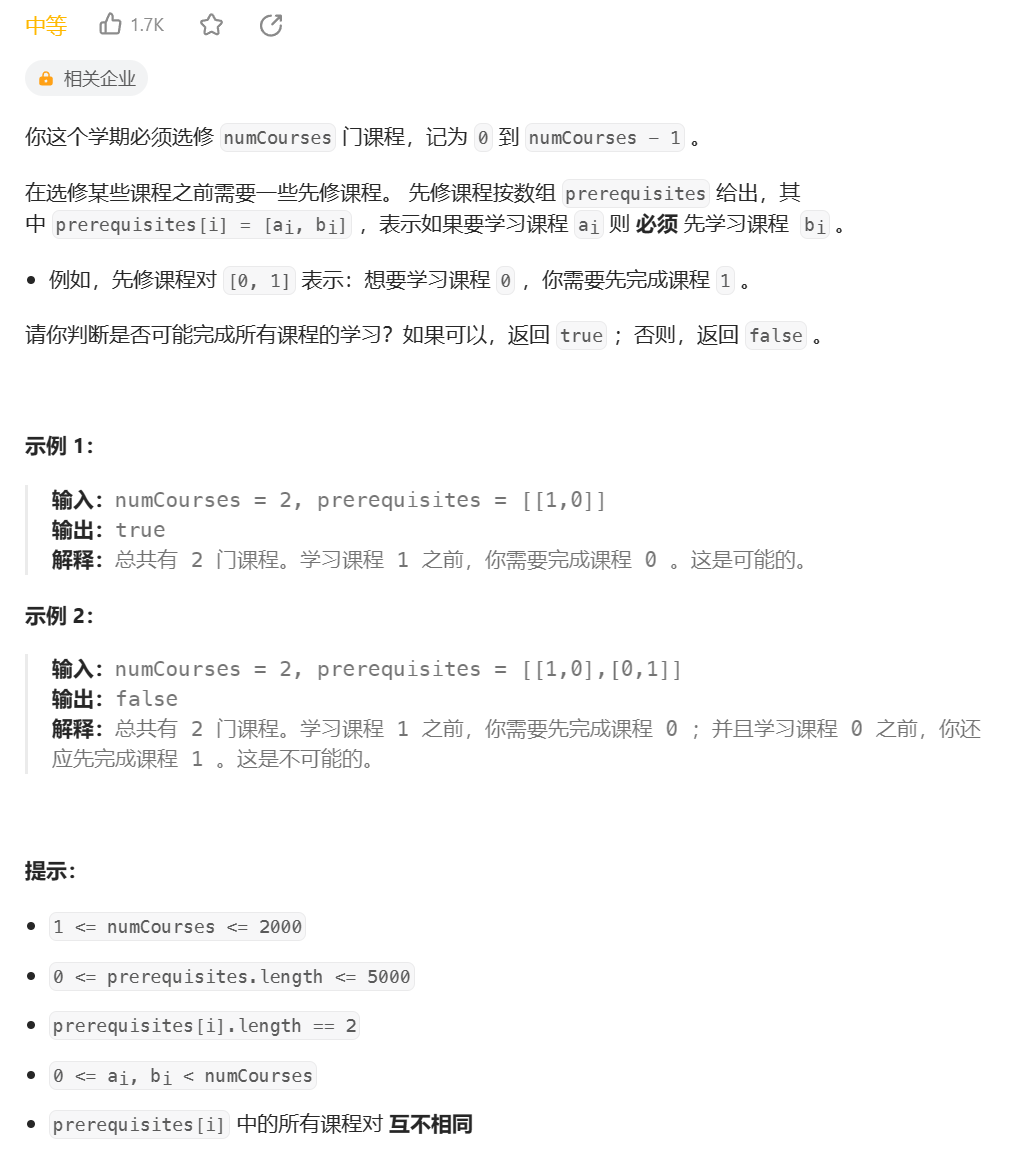 中等 1.7K
相关企业
你这个学期必须选修 numCourses 门课程，记为 0 到 numCourses - 1 。
在选修某些课程之前需要一些先修课程。 先修课程按数组 prerequisites 给出，其
中 prerequisites[i] = [ai, bi] ，表示如果要学习课程 ai 则 必须 先学习课程 bi 。
• 例如，先修课程对 [0, 1] 表示：想要学习课程 0 ，你需要先完成课程 1 。
请你判断是否可能完成所有课程的学习？如果可以，返回 true ；否则，返回 false 。
示例 1：
输入：numCourses = 2, prerequisites = [[1,0]]
输出：true
解释：总共有 2 门课程。学习课程 1 之前，你需要完成课程 0 。这是可能的。
示例 2：
输入：numCourses = 2, prerequisites = [[1,0],[0,1]]
输出：false
解释：总共有 2 门课程。学习课程 1 之前，你需要先完成课程 0 ；并且学习课程 0 之前，你还
应先完成课程 1 。这是不可能的。
提示：
• 1 <= numCourses <= 2000
• 0 <= prerequisites.length <= 5000
• prerequisites[i].length == 2
• 0 <= ai, bi < numCourses
• prerequisites[i] 中的所有课程对 互不相同